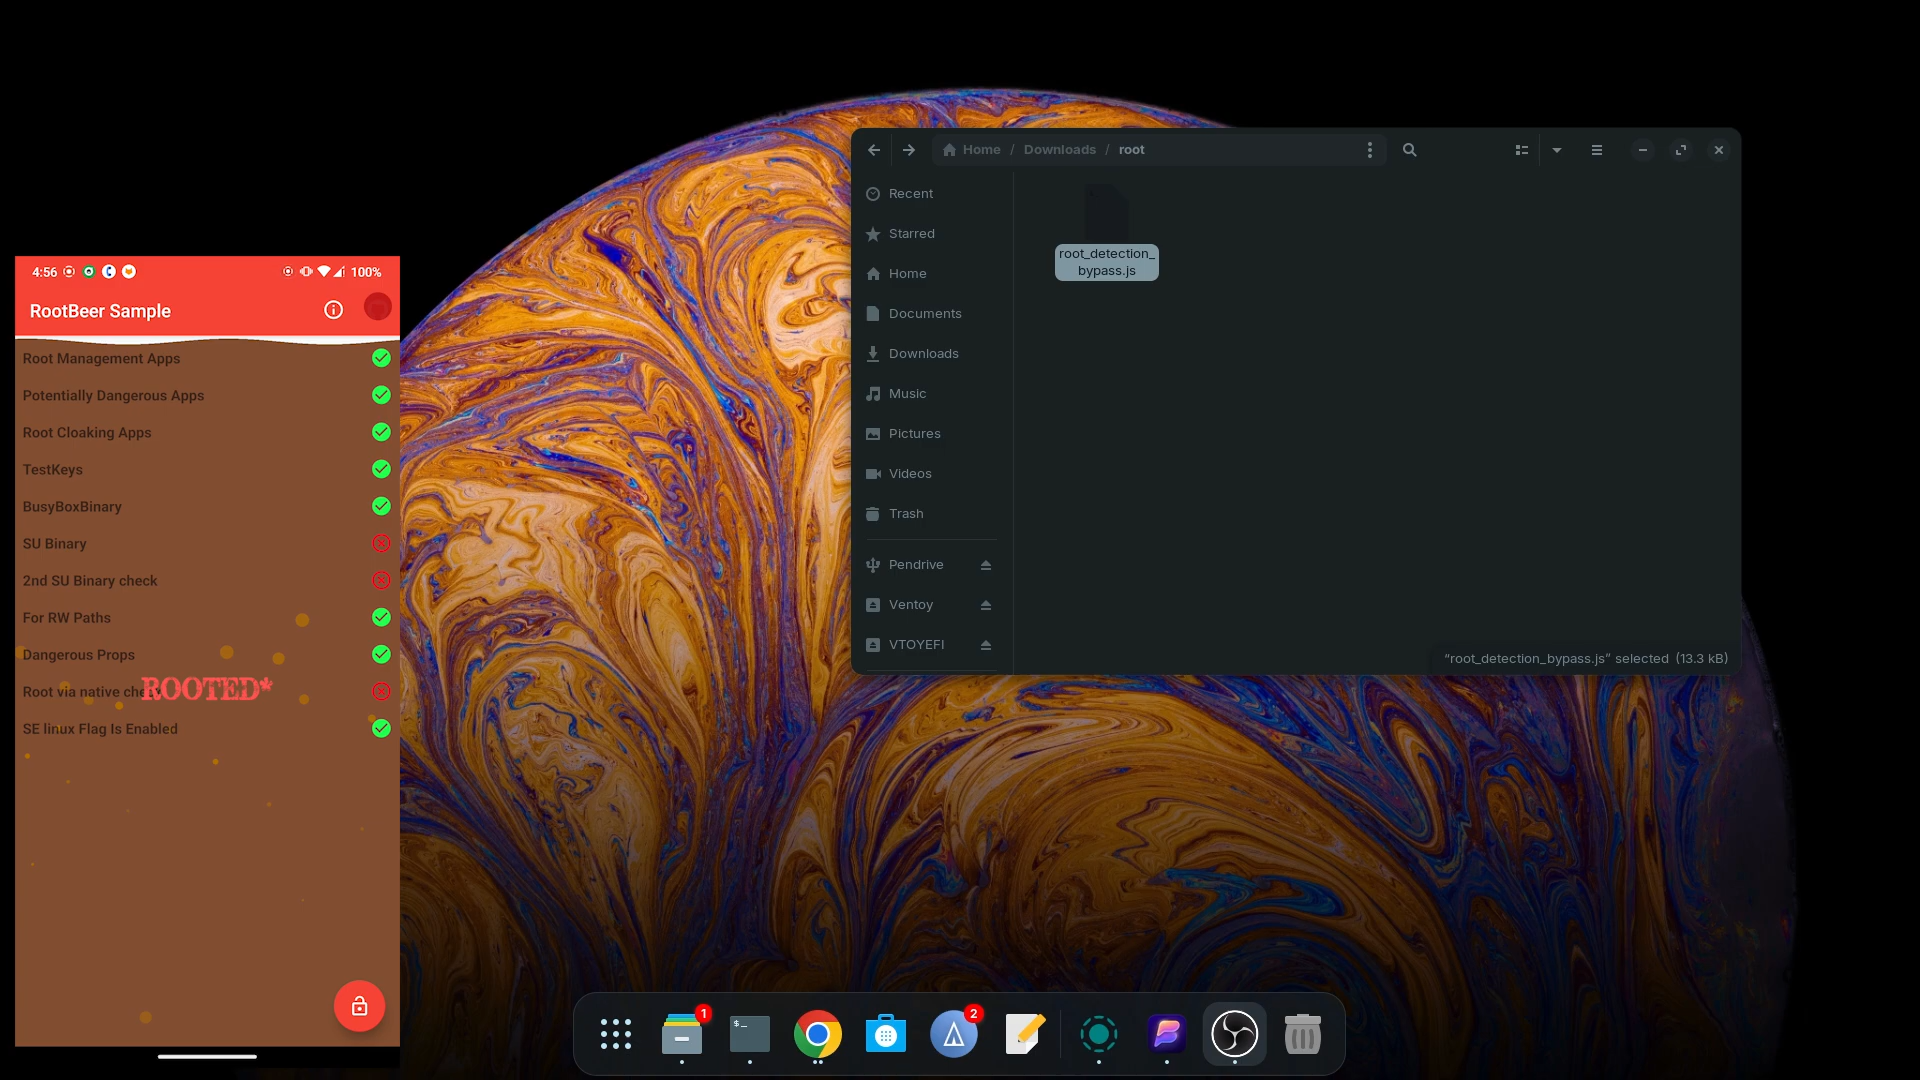 4:56
100%
RootBeer Sample
Root Management Apps
Potentially Dangerous Apps
Root Cloaking Apps
TestKeys
BusyBoxBinary
SU Binary
2nd SU Binary check
For RW Paths
Dangerous Props
Root via native check
ROOTED*
SE linux Flag Is Enabled
Home / Downloads / root
Recent
Starred
Home
Documents
Downloads
Music
Pictures
Videos
Trash
Pendrive
Ventoy
VTOYEFI
root_detection_
bypass.js
“root_detection_bypass.js” selected (13.3 kB)
1
$_
2